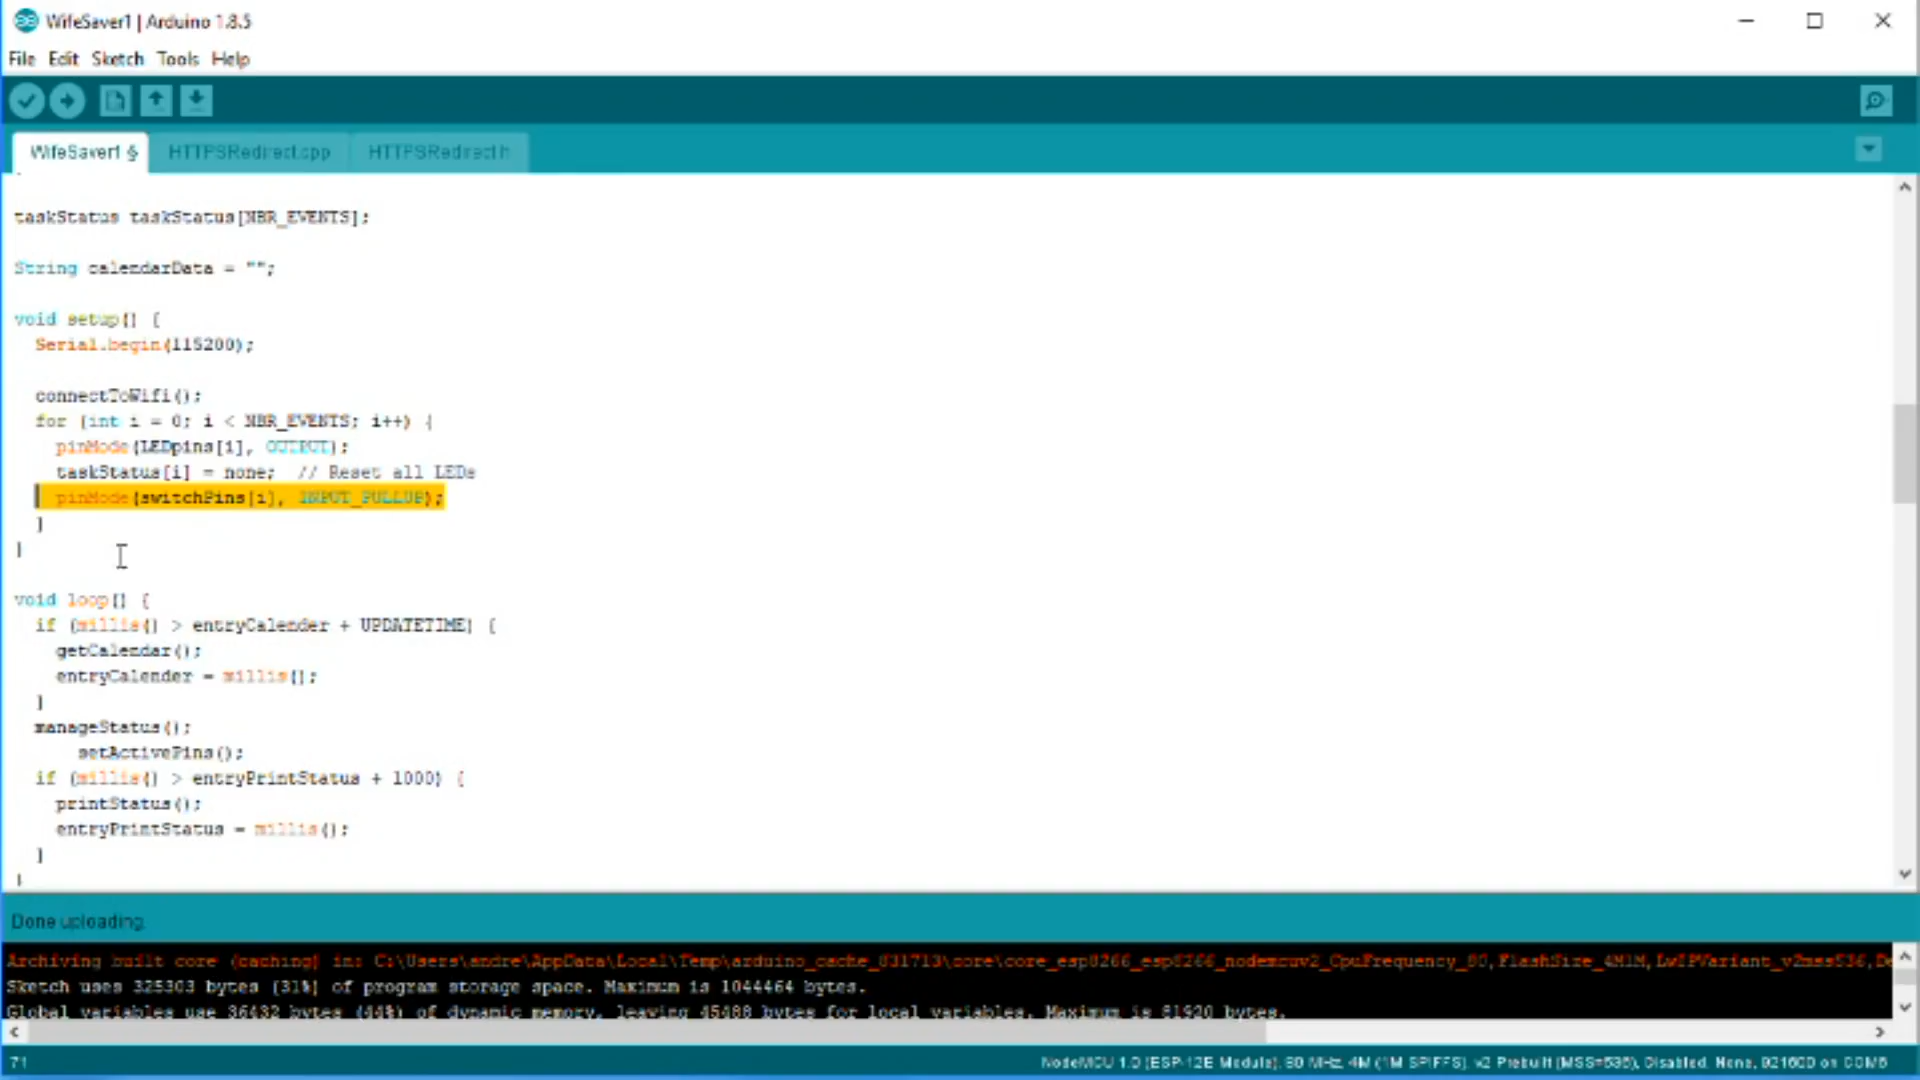 WifeSaver1 | Arduino 1.8.5
File Edit Sketch Tools Help
WifeSaver1 § HTTPSRedirect.cpp HTTPSRedirect.h
taskStatus taskStatus[NBR_EVENTS];
String calendarData = "";
void setup() {
Serial.begin(115200);
connectToWifi();
for (int i = 0; i < NBR_EVENTS; i++) {
pinMode(LEDpins[i], OUTPUT);
taskStatus[i] = none; // Reset all LEDs
pinMode(switchPins[i], INPUT_PULLUP);
}
}
void loop() {
if (millis() > entryCalender + UPDATETIME) {
getCalendar();
entryCalender = millis();
}
manageStatus();
setActivePins();
if (millis() > entryPrintStatus + 1000) {
printStatus();
entryPrintStatus = millis();
}
}
Done uploading.
Archiving built core (caching) in: C:\Users\andre\AppData\Local\Temp\arduino_cache_831713\core\core_esp8266_esp8266_nodemcuv2_CpuFrequency_80,FlashSize_4M1M,LwIPVariant_v2mss536,De
Sketch uses 325303 bytes (31%) of program storage space. Maximum is 1044464 bytes.
Global variables use 36432 bytes (44%) of dynamic memory, leaving 45488 bytes for local variables. Maximum is 81920 bytes.
71 NodeMCU 1.0 (ESP-12E Module), 80 MHz, 4M (1M SPIFFS), v2 Prebuilt (MSS=536), Disabled, None, 921600 on COM6